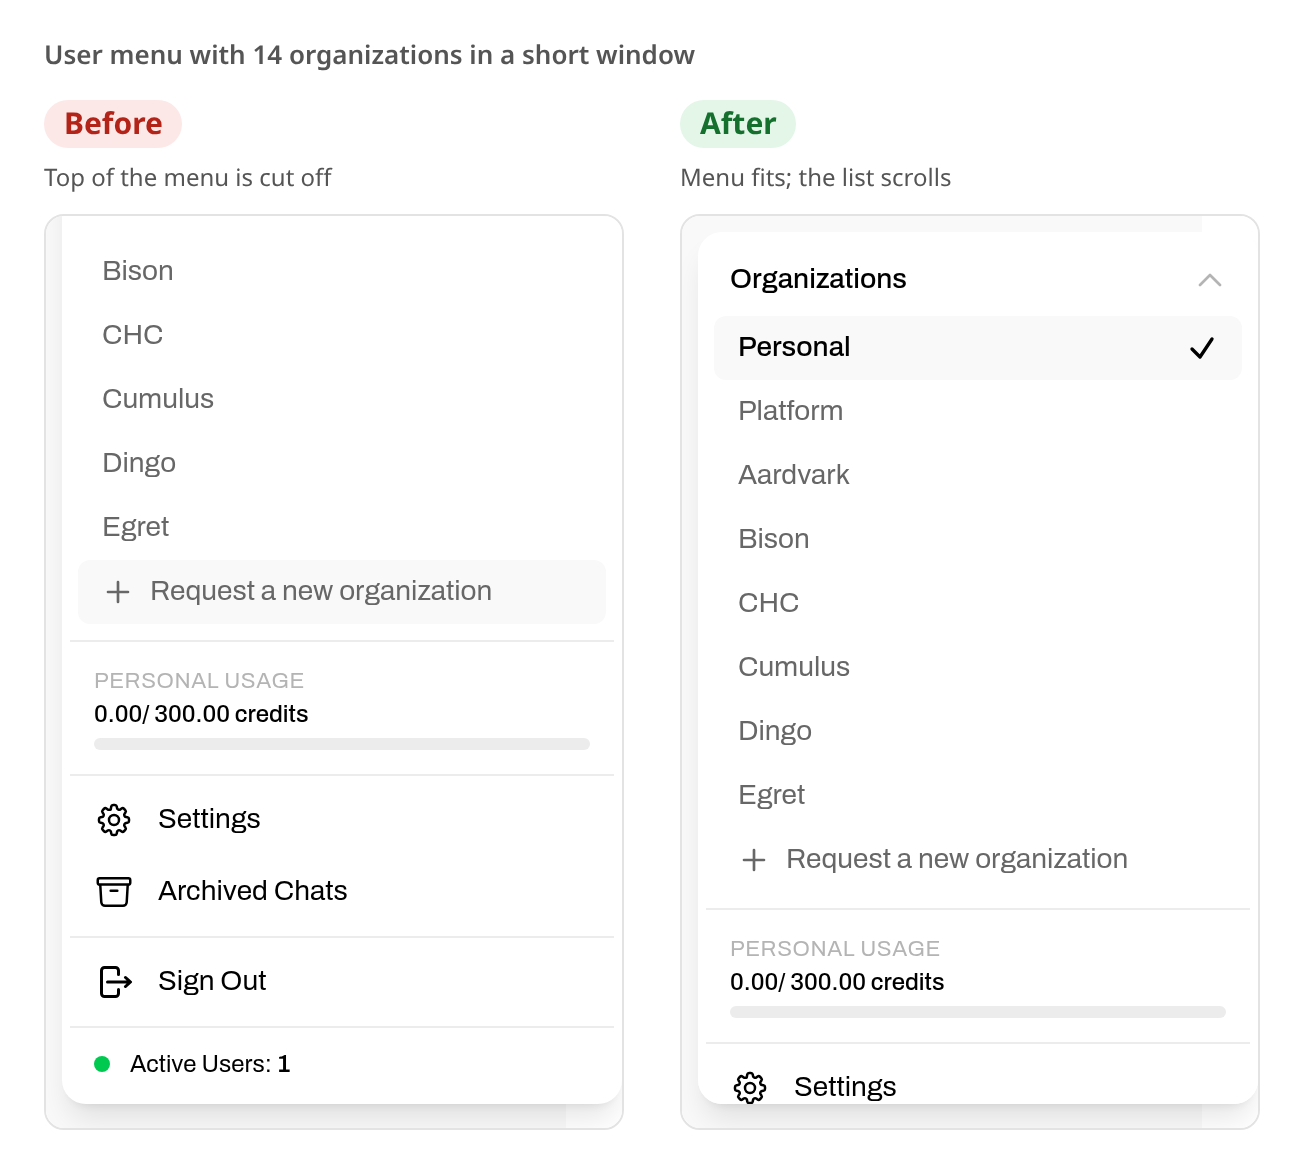 User menu with 14 organizations in a short window
Before
Top of the menu is cut off
Bison
CHC
Cumulus
Dingo
Egret
Request a new organization
PERSONAL USAGE
0.00/ 300.00 credits
Settings
Archived Chats
Sign Out
Active Users: 1
After
Menu fits; the list scrolls
Organizations
Personal
Platform
Aardvark
Bison
CHC
Cumulus
Dingo
Egret
Request a new organization
PERSONAL USAGE
0.00/ 300.00 credits
Settings